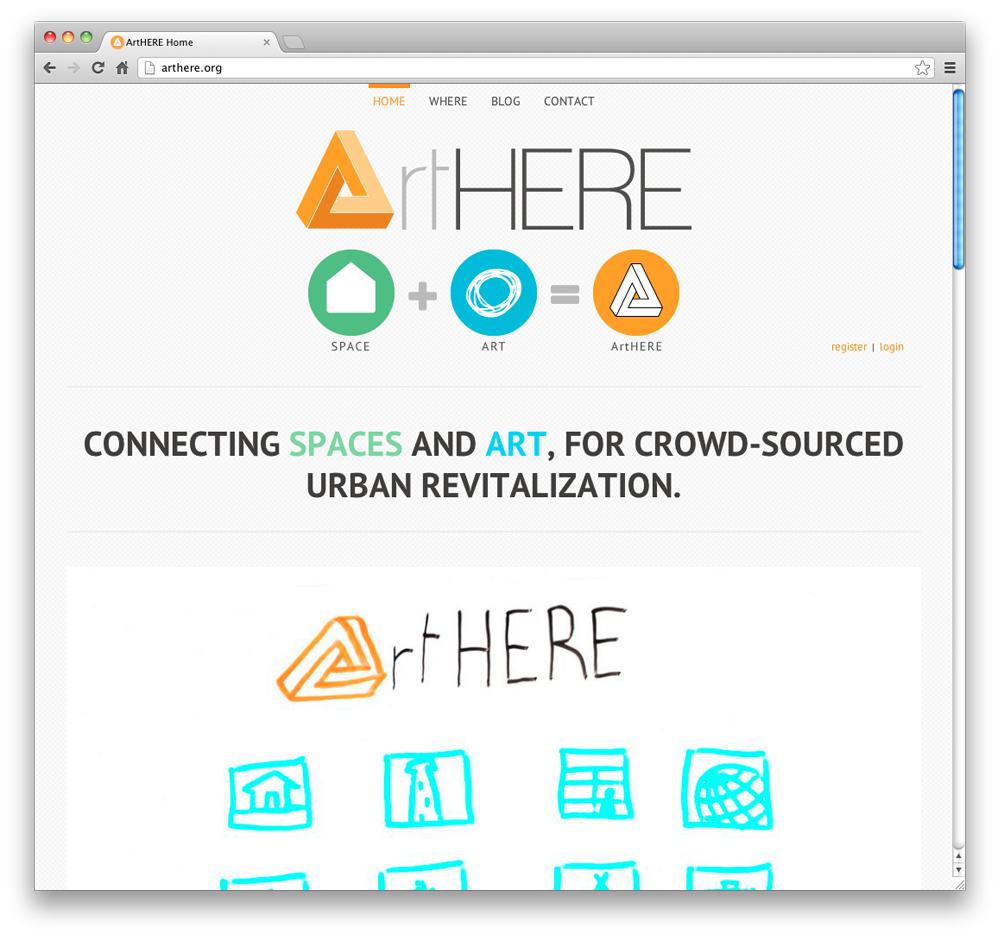 ArtHERE Home
arthere.org
HOME WHERE BLOG CONTACT
ArtHERE
SPACE + ART = ArtHERE
register | login
CONNECTING SPACES AND ART, FOR CROWD-SOURCED
URBAN REVITALIZATION.
ArtHERE